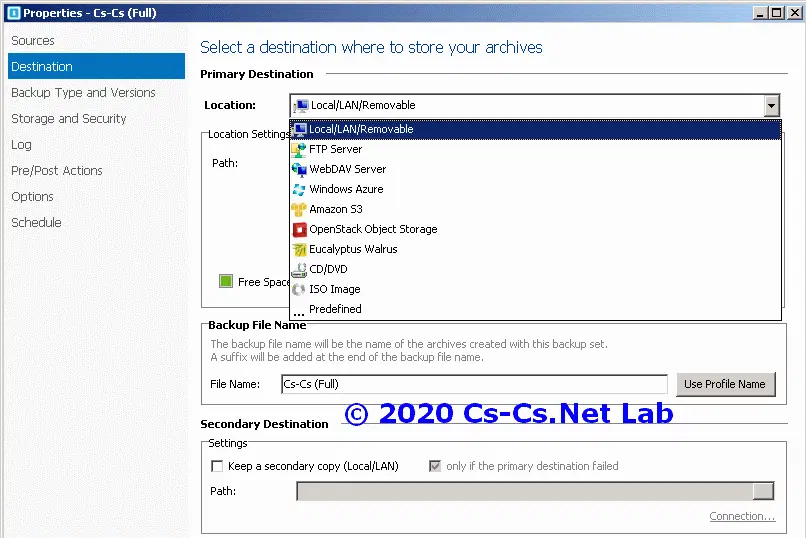 Properties - Cs-Cs (Full)
Sources
Destination
Backup Type and Versions
Storage and Security
Log
Pre/Post Actions
Options
Schedule
Select a destination where to store your archives
Primary Destination
Location:
Local/LAN/Removable
Location Settings
Path:
Local/LAN/Removable
FTP Server
WebDAV Server
Windows Azure
Amazon S3
OpenStack Object Storage
Eucalyptus Walrus
CD/DVD
ISO Image
... Predefined
Free Space
Backup File Name
The backup file name will be the name of the archives created with this backup set.
A suffix will be added at the end of the backup file name.
File Name:
Cs-Cs (Full)
Use Profile Name
© 2020 Cs-Cs.Net Lab
Secondary Destination
Settings
Keep a secondary copy (Local/LAN)
only if the primary destination failed
Path:
Connection...